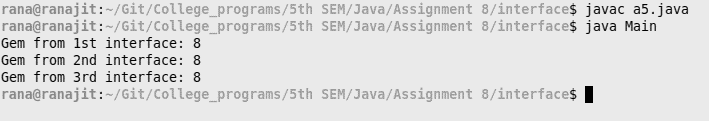 rana@ranajit:~/Git/College_programs/5th SEM/Java/Assignment 8/interface$ javac a5.java
rana@ranajit:~/Git/College_programs/5th SEM/Java/Assignment 8/interface$ java Main
Gem from 1st interface: 8
Gem from 2nd interface: 8
Gem from 3rd interface: 8
rana@ranajit:~/Git/College_programs/5th SEM/Java/Assignment 8/interface$